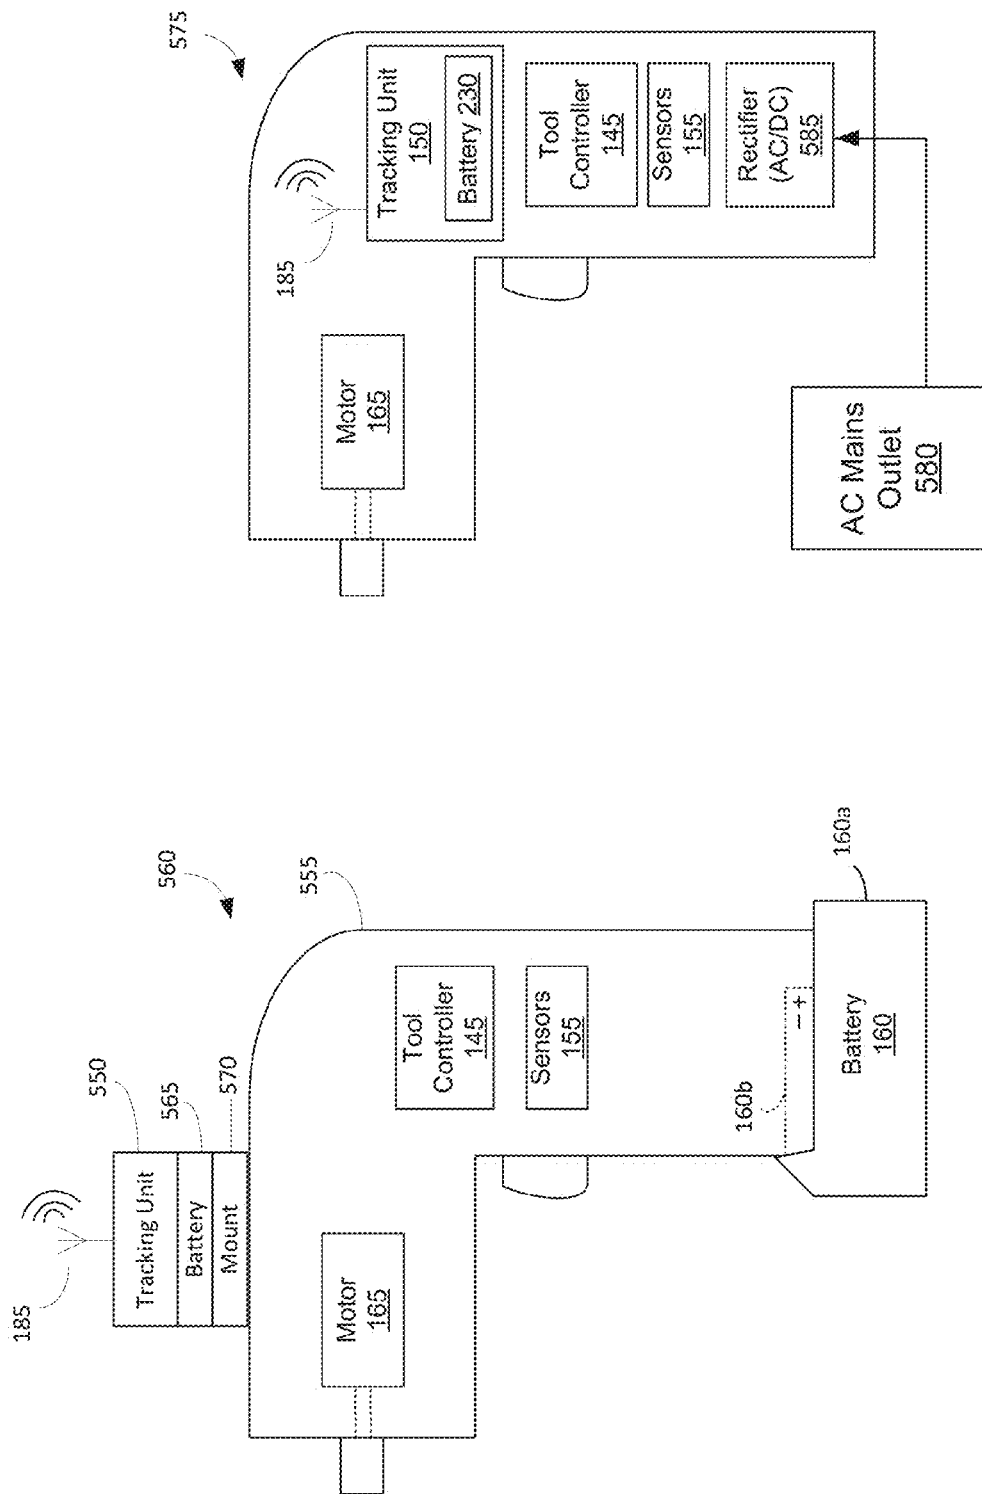 560
555
550
565
570
185
Tracking Unit
Battery
Mount
Motor
165
Tool
Controller
145
Sensors
155
160b
– +
Battery
160
160a
575
185
Tracking Unit
150
Battery 230
Motor
165
Tool
Controller
145
Sensors
155
Rectifier
(AC/DC)
585
AC Mains
Outlet
580